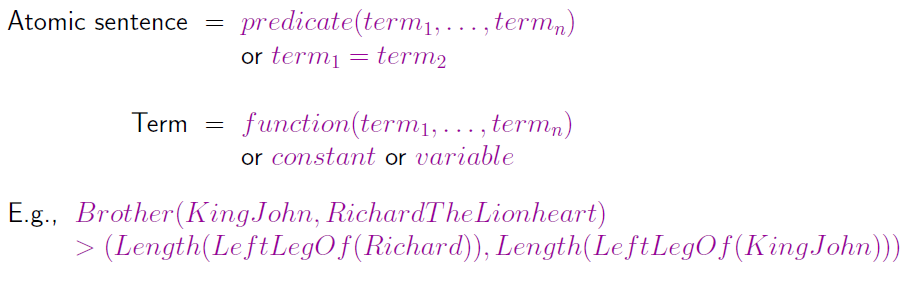 Atomic sentence = predicate(term₁, . . . , termₙ)
or term₁ = term₂
Term = function(term₁, . . . , termₙ)
or constant or variable
E.g., Brother(KingJohn, RichardTheLionheart)
> (Length(LeftLegOf(Richard)), Length(LeftLegOf(KingJohn)))